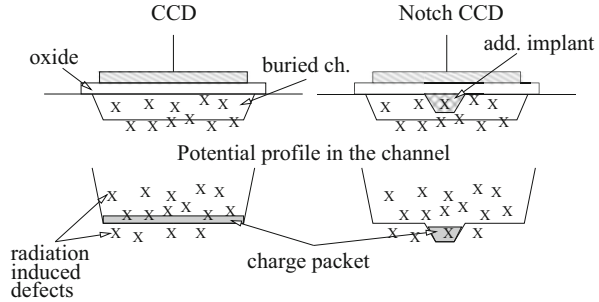 CCD
Notch CCD
oxide
buried ch.
add. implant
X X X X X
X X X X X X
X X X X X
X X X X X X
Potential profile in the channel
X X X X X
X X X X X
X X X X
X X X X X
X X X X X
X X X X X
radiation
induced
defects
charge packet